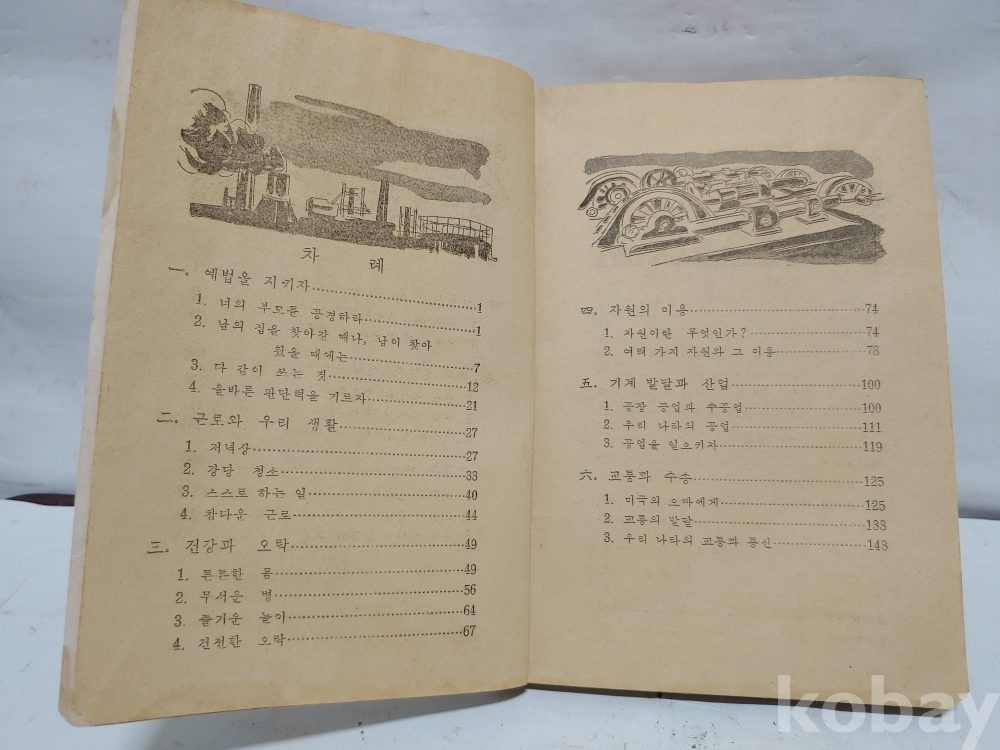 차 례
一. 예법을 지키자 1
1. 너의 부모를 공경하라 1
2. 남의 집을 찾아갈 때나, 남이 찾아
왔을 때에는 7
3. 다 같이 쓰는 것 12
4. 올바른 판단력을 기르자 21
二. 근로와 우리 생활 27
1. 저녁상 27
2. 강당 청소 33
3. 스스로 하는 일 40
4. 참다운 근로 44
三. 건강과 오락 49
1. 튼튼한 몸 49
2. 무서운 병 56
3. 즐거운 놀이 64
4. 건전한 오락 67
四. 자원의 이용 74
1. 자원이란 무엇인가? 74
2. 여러 가지 자원과 그 이용 78
五. 기계 발달과 산업 100
1. 공장 공업과 수공업 100
2. 우리 나라의 공업 111
3. 공업을 일으키자 119
六. 교통과 수송 125
1. 미국의 오마에게 125
2. 교통의 발달 133
3. 우리 나라의 교통과 통신 148
kobay